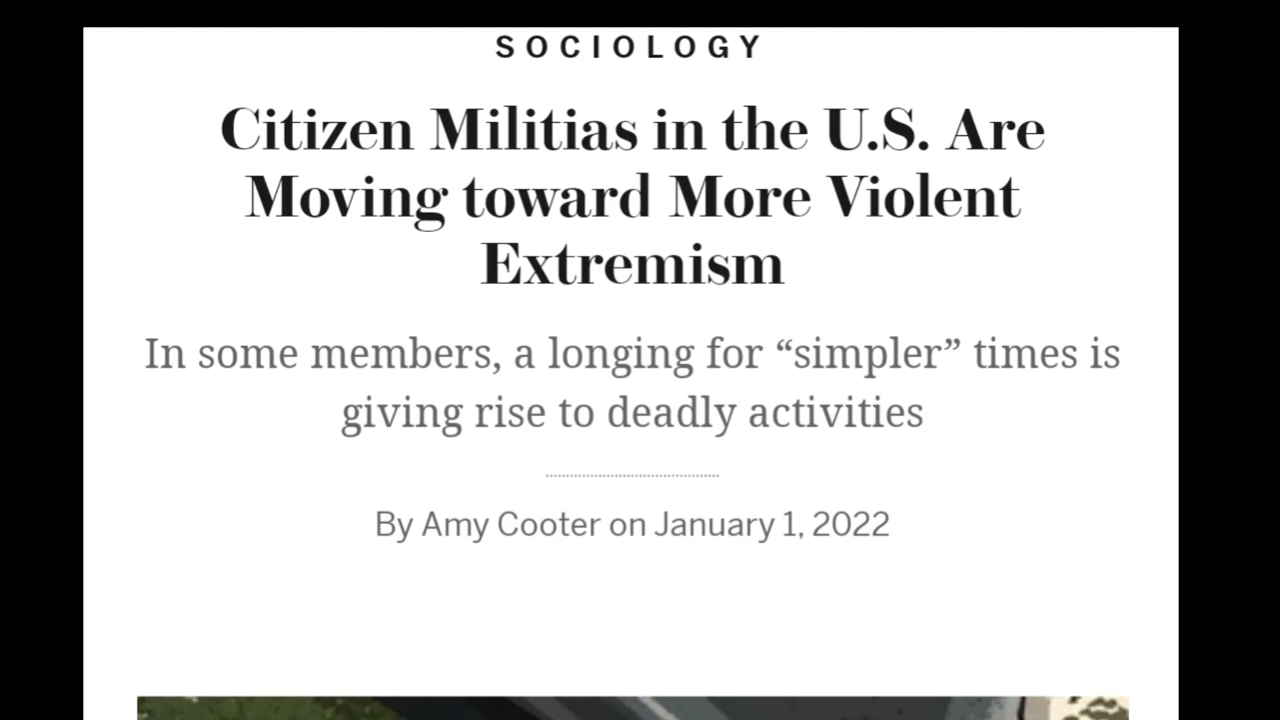 SOCIOLOGY
Citizen Militias in the U.S. Are
Moving toward More Violent
Extremism
In some members, a longing for “simpler” times is
giving rise to deadly activities
By Amy Cooter on January 1, 2022